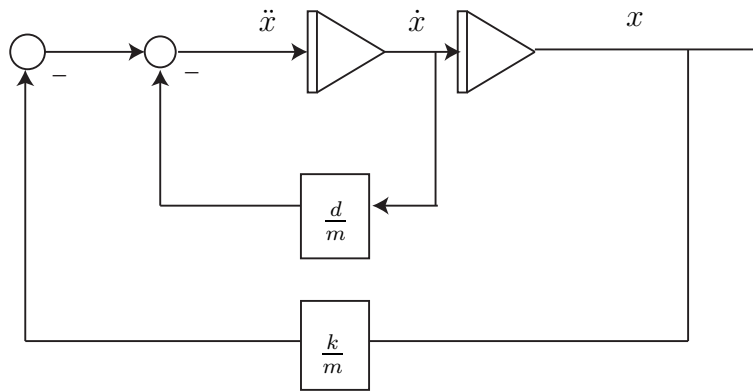 ẍ ẋ x
− −
d/m
k/m